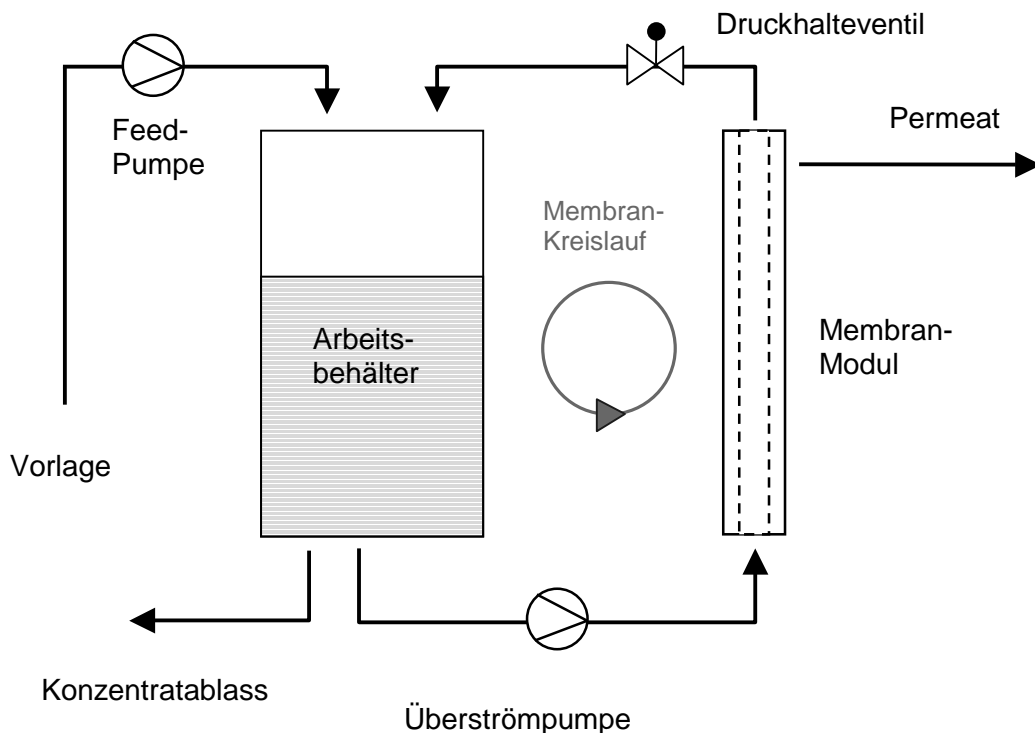 Druckhalteventil
Permeat
Feed-
Pumpe
Membran-
Kreislauf
Arbeits-
behälter
Membran-
Modul
Vorlage
Konzentratablass
Überströmpumpe